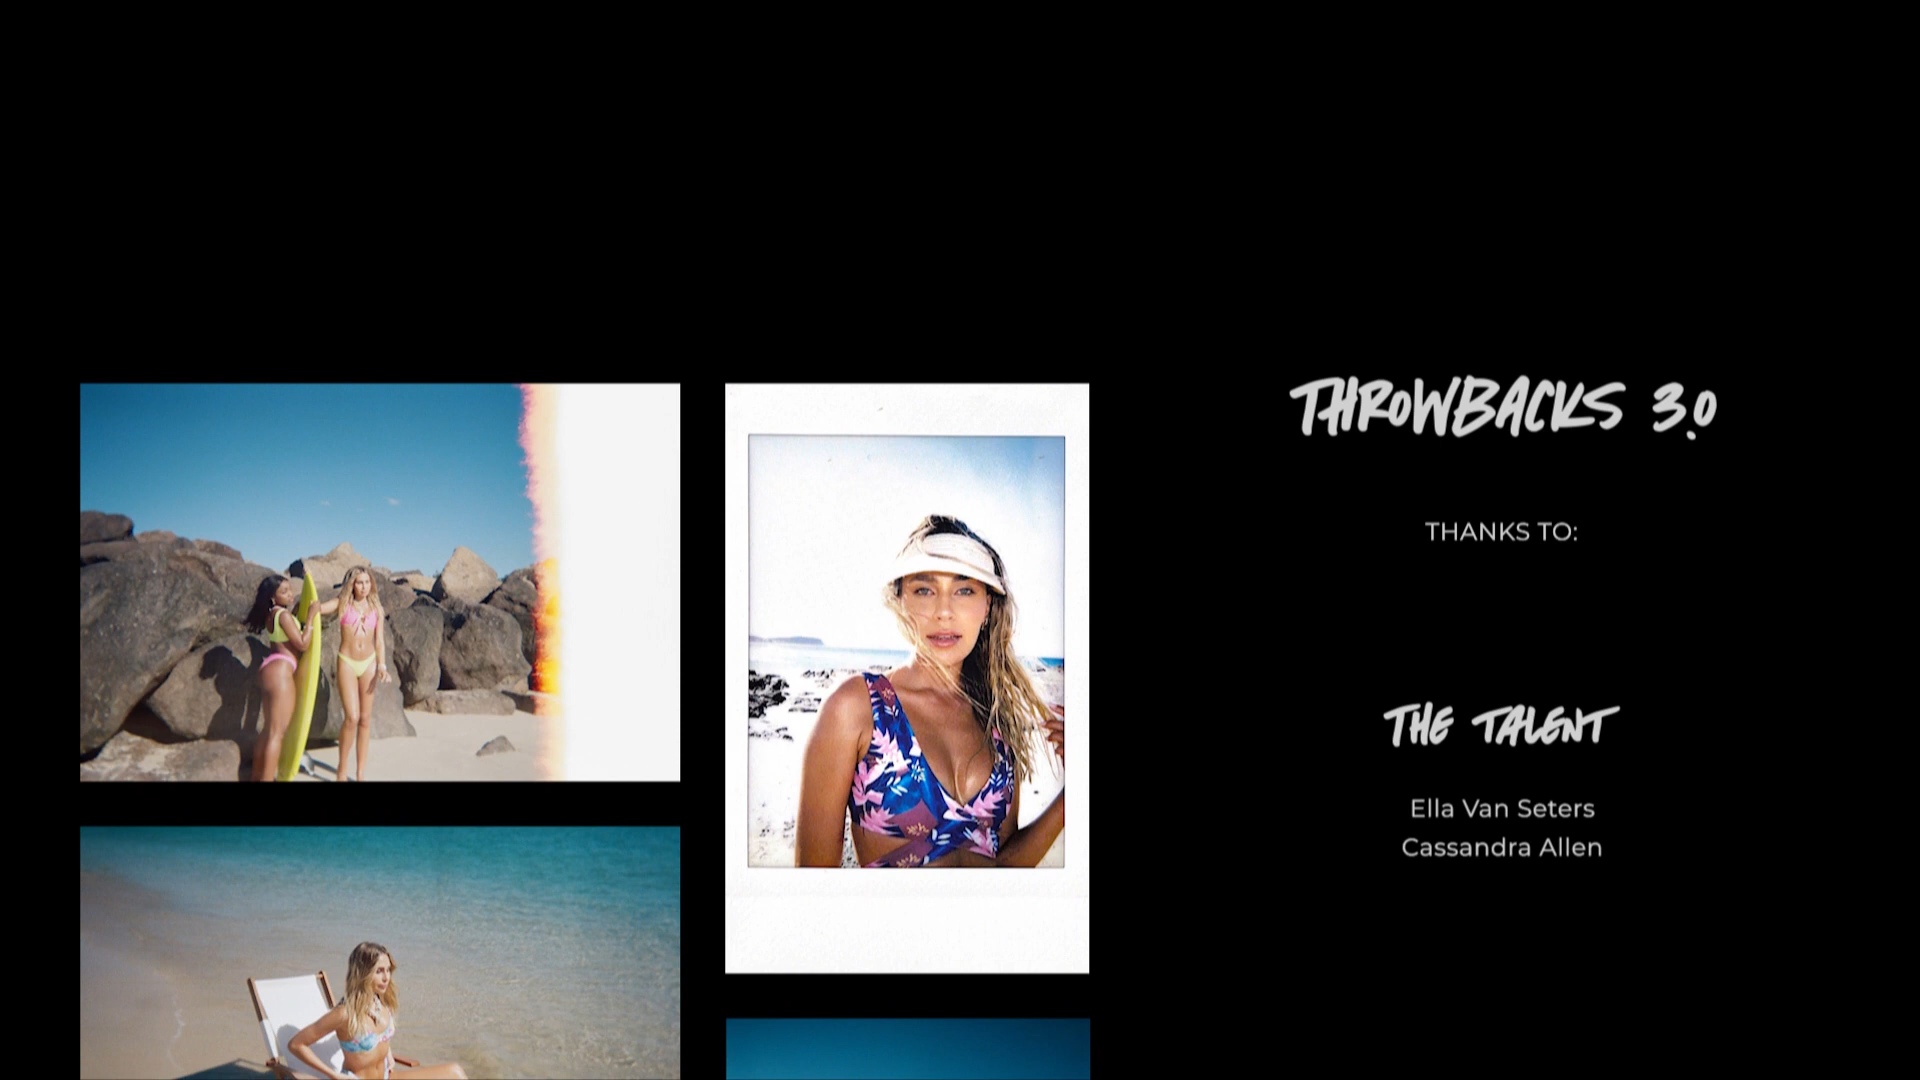 THROWBACKS 3.0
THANKS TO:
THE TALENT
Ella Van Seters
Cassandra Allen